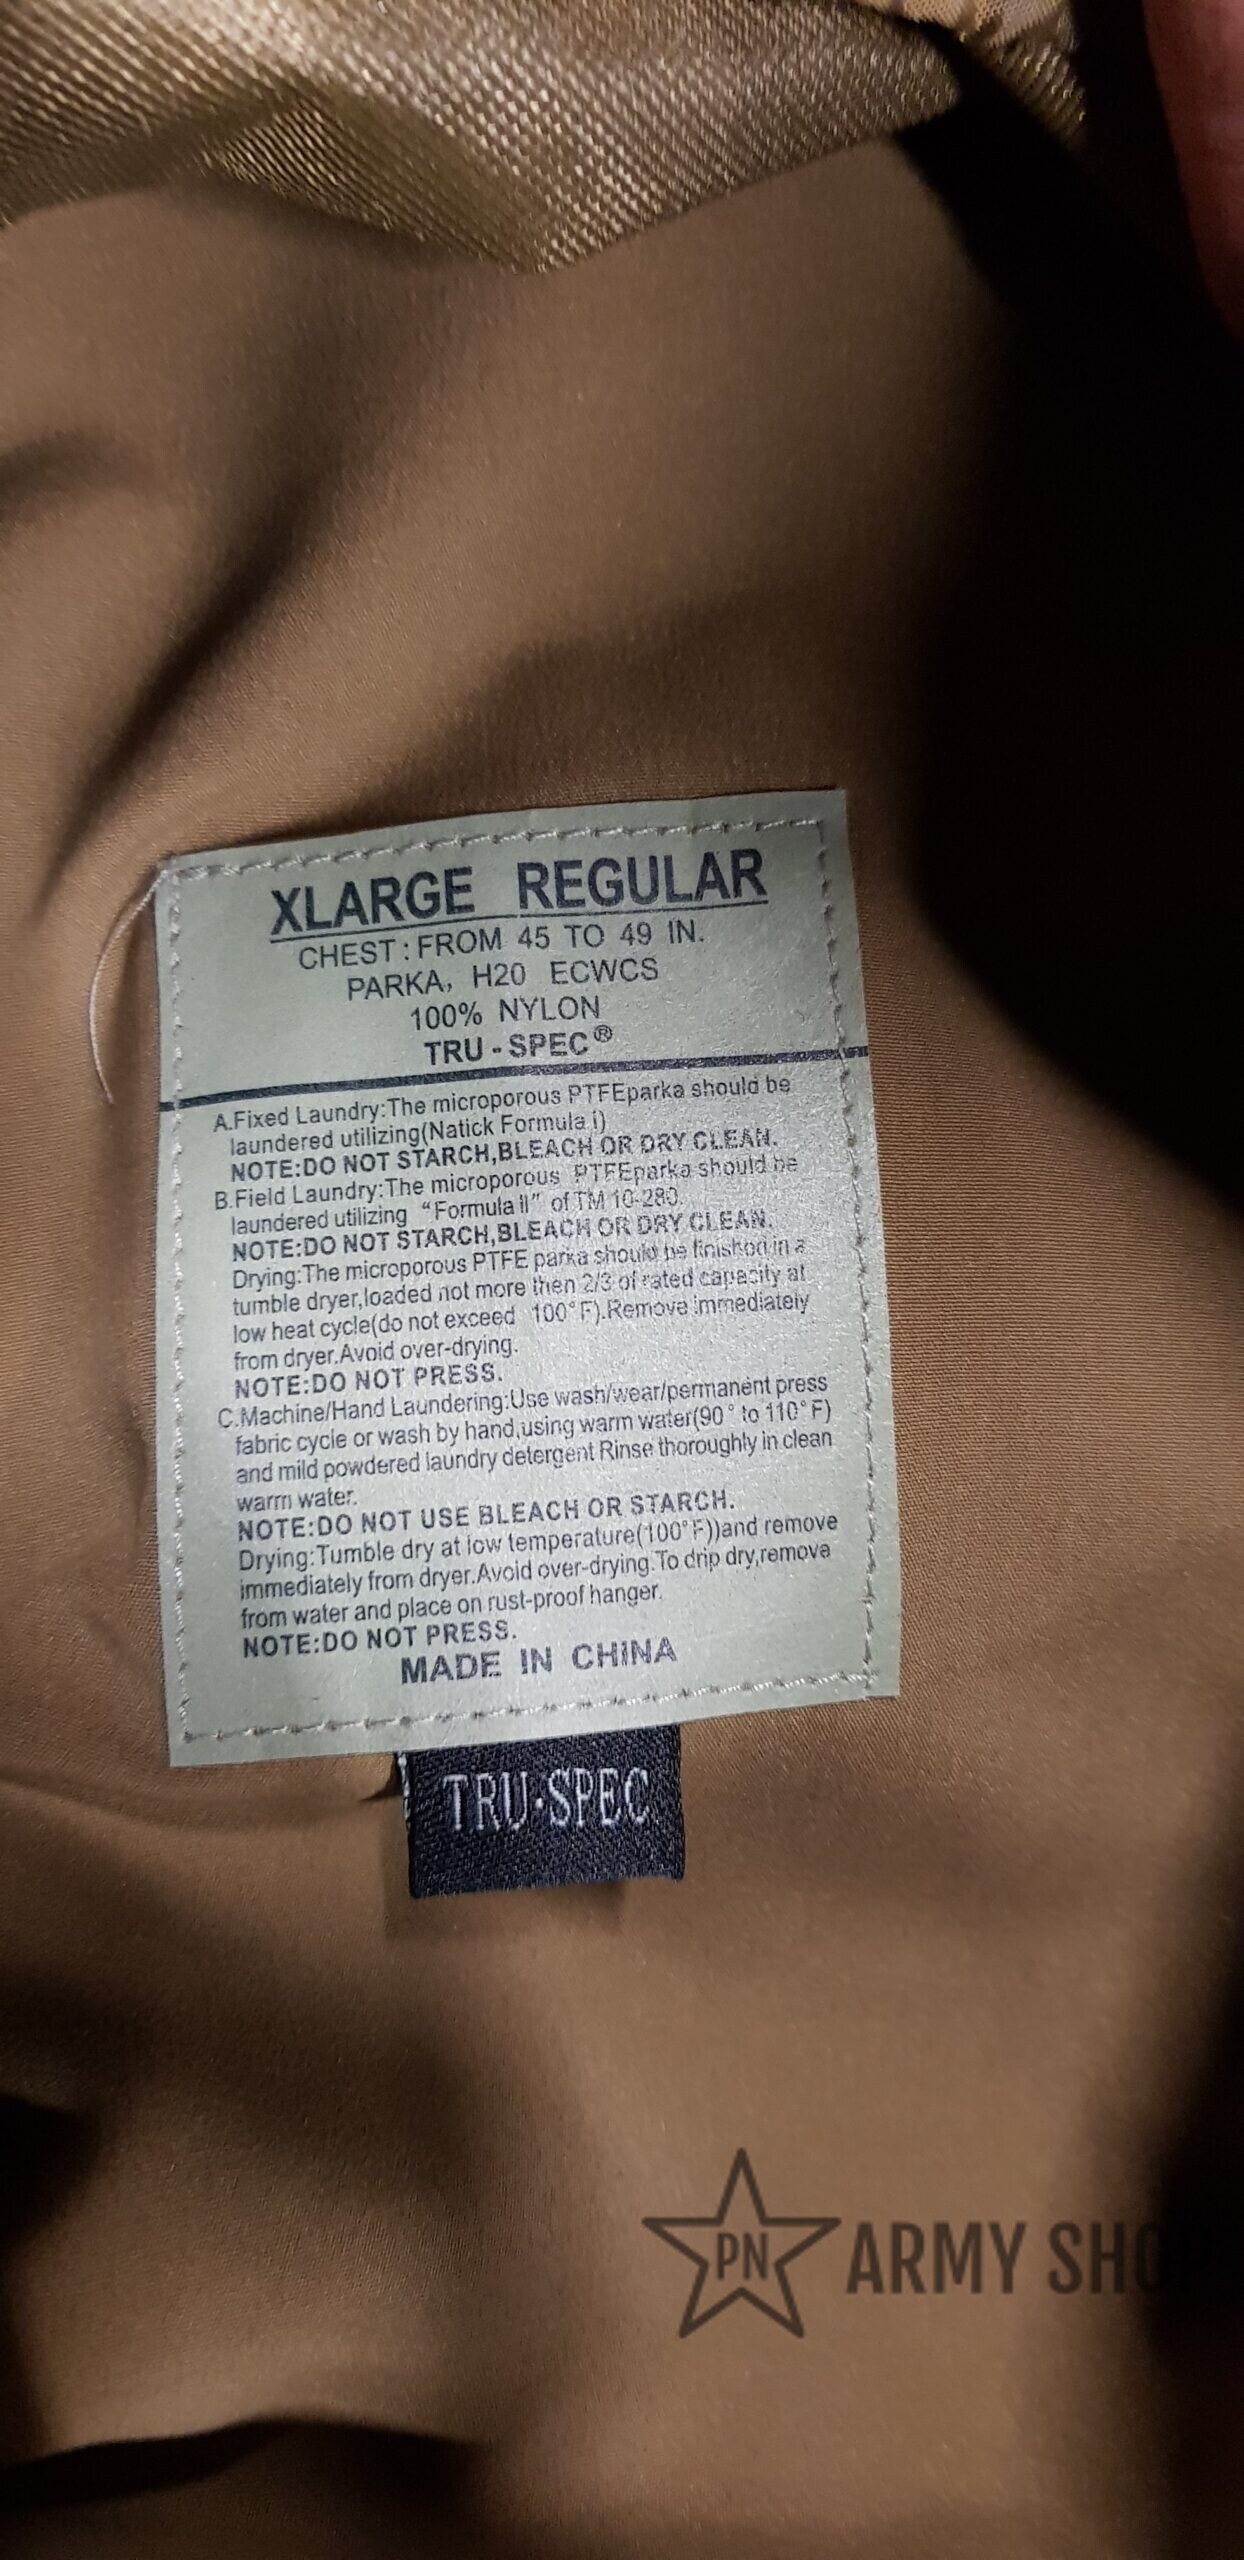 XLARGE REGULAR
CHEST : FROM 45 TO 49 IN.
PARKA, H20 ECWCS
100% NYLON
TRU - SPEC®
A.Fixed Laundry:The microporous PTFEparka should be
laundered utilizing(Natick Formula I)
NOTE:DO NOT STARCH,BLEACH OR DRY CLEAN.
B.Field Laundry:The microporous PTFEparka should be
laundered utilizing “Formula II” of TM 10-280.
NOTE:DO NOT STARCH,BLEACH OR DRY CLEAN.
Drying:The microporous PTFE parka should be finished in a
tumble dryer,loaded not more then 2/3 of rated capacity at
low heat cycle(do not exceed 100°F).Remove immediately
from dryer.Avoid over-drying.
NOTE:DO NOT PRESS.
C.Machine/Hand Laundering:Use wash/wear/permanent press
fabric cycle or wash by hand,using warm water(90° to 110°F)
and mild powdered laundry detergent Rinse thoroughly in clean
warm water.
NOTE:DO NOT USE BLEACH OR STARCH.
Drying:Tumble dry at low temperature(100°F))and remove
immediately from dryer.Avoid over-drying.To drip dry,remove
from water and place on rust-proof hanger.
NOTE:DO NOT PRESS.
MADE IN CHINA
TRU·SPEC
PN ARMY SHOP